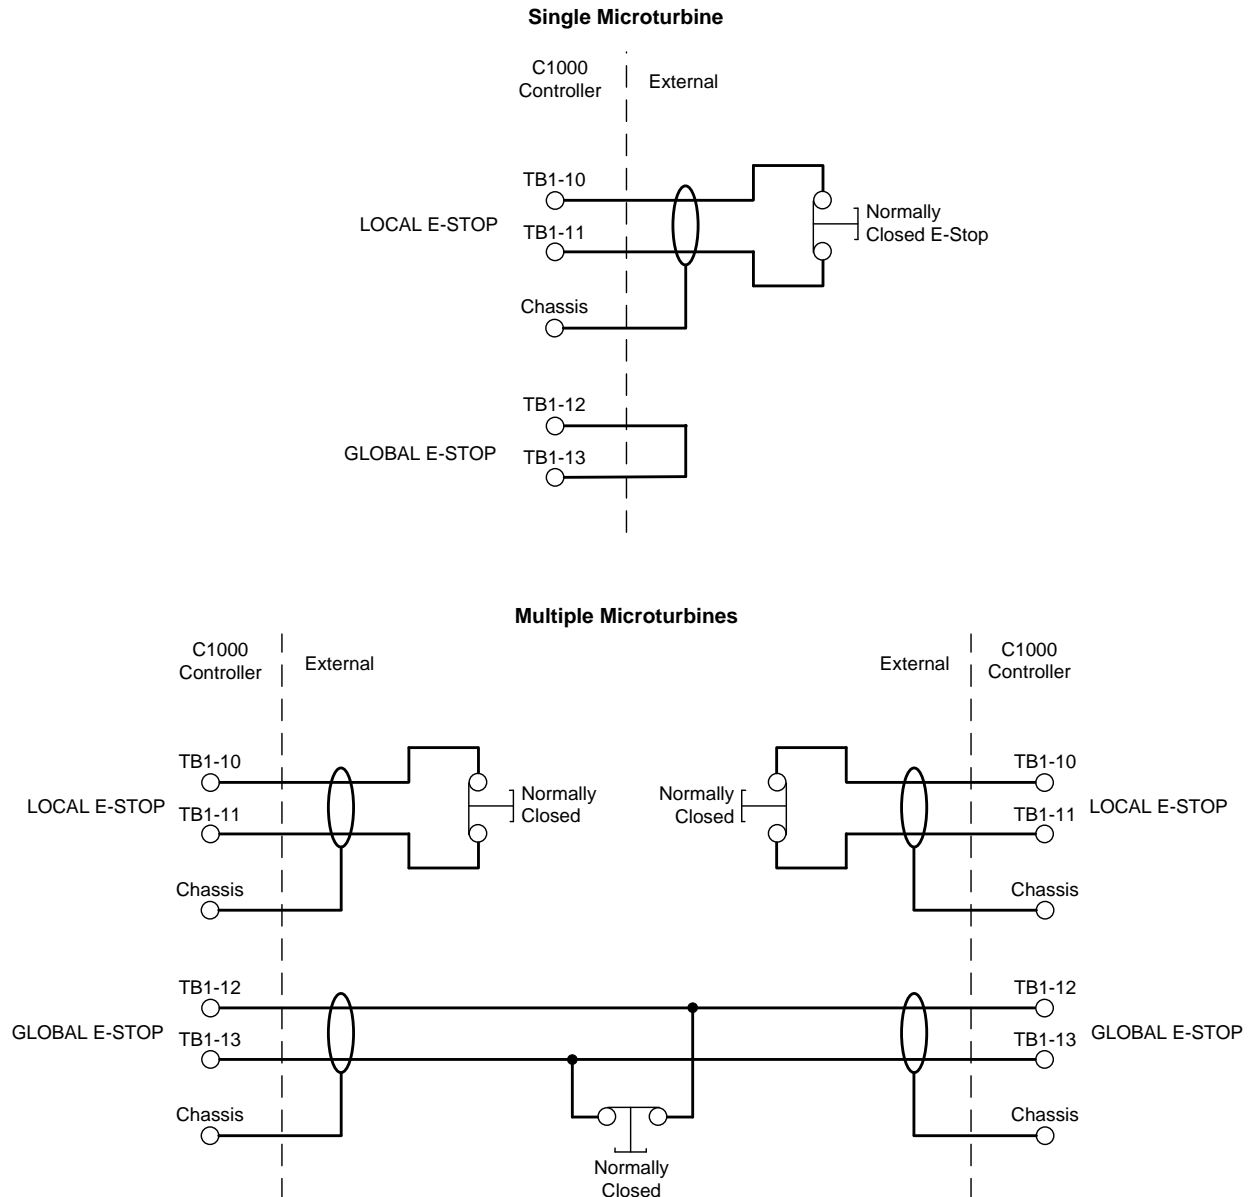 Single Microturbine
C1000
Controller
External
TB1-10
LOCAL E-STOP
TB1-11
Normally
Closed E-Stop
Chassis
TB1-12
GLOBAL E-STOP
TB1-13
Multiple Microturbines
C1000
Controller
External
External
C1000
Controller
TB1-10
LOCAL E-STOP
TB1-11
Normally
Closed
Normally
Closed
TB1-10
TB1-11
LOCAL E-STOP
Chassis
Chassis
TB1-12
GLOBAL E-STOP
TB1-13
TB1-12
TB1-13
GLOBAL E-STOP
Chassis
Chassis
Normally
Closed